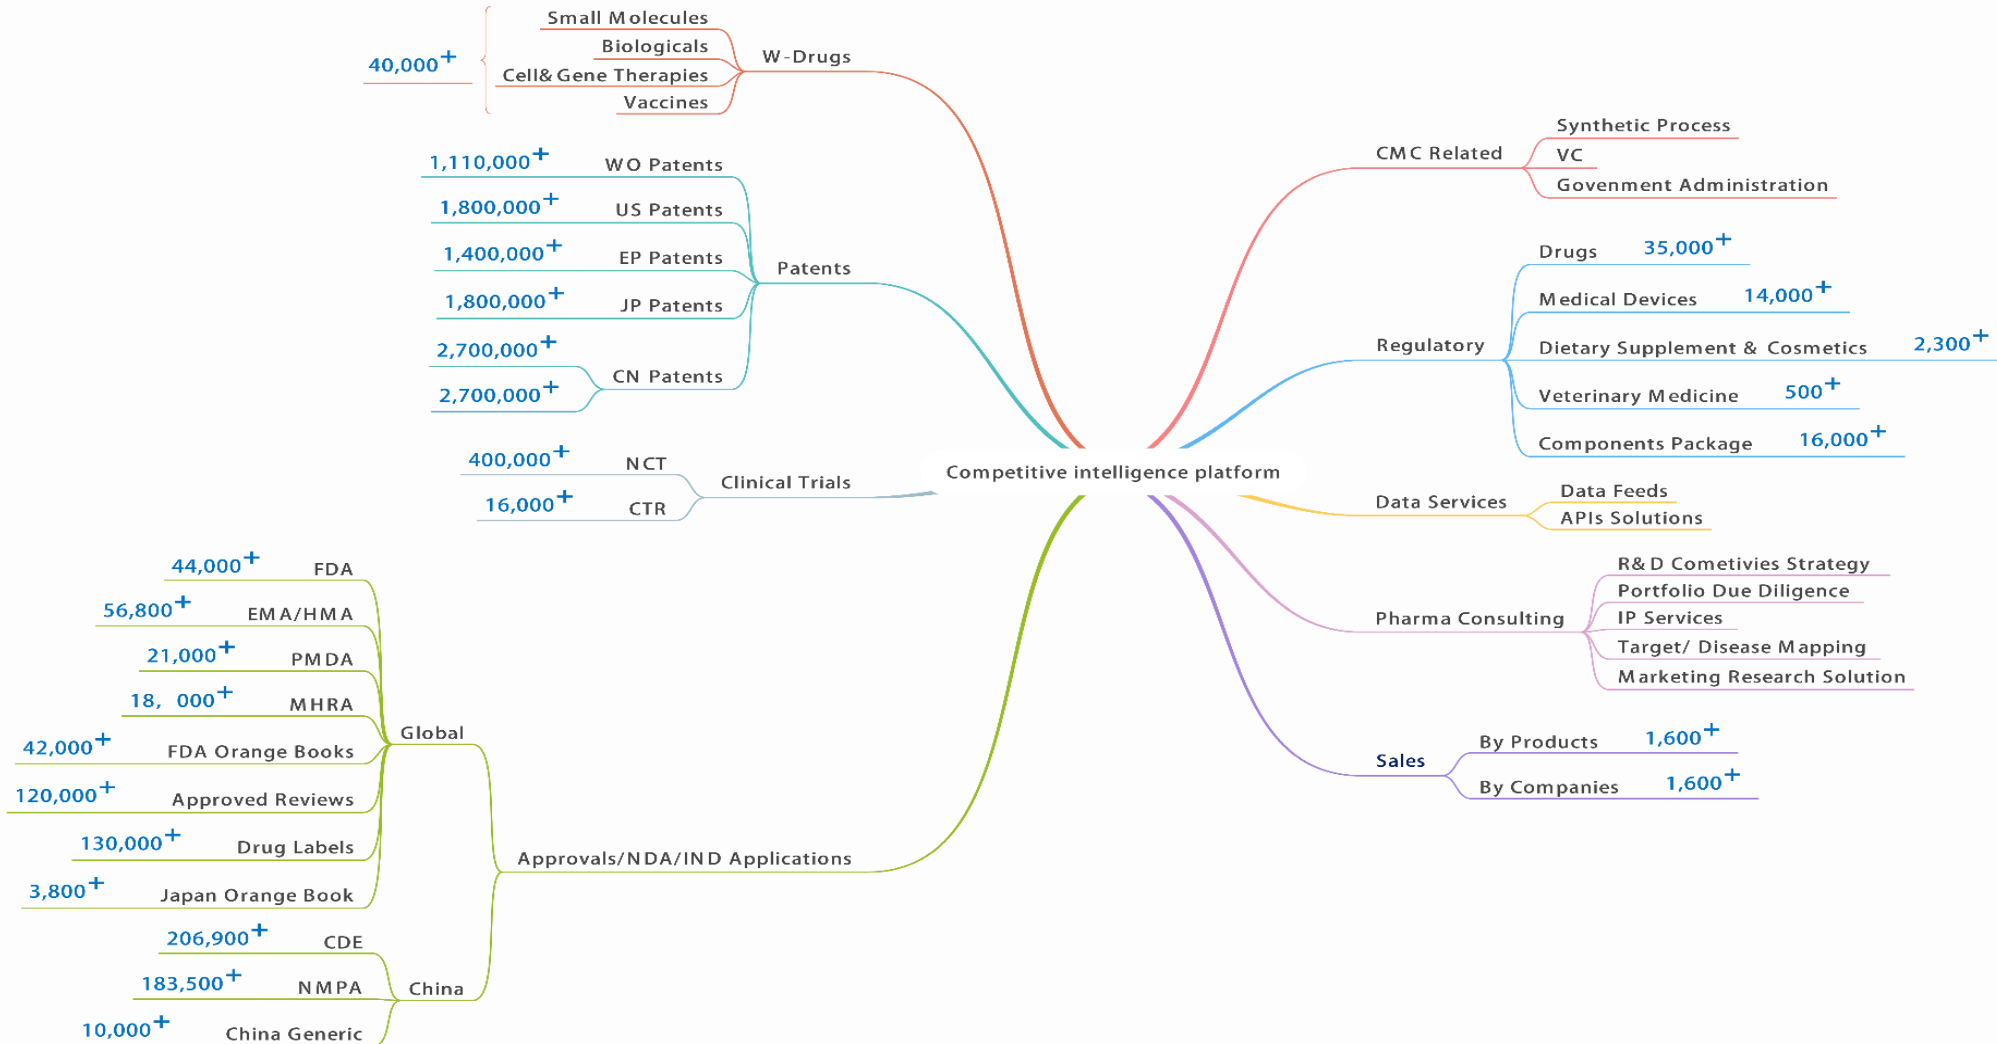 Competitive intelligence platform
W-Drugs
Small Molecules
Biologicals
Cell&Gene Therapies
Vaccines
40,000+
Patents
WO Patents 1,110,000+
US Patents 1,800,000+
EP Patents 1,400,000+
JP Patents 1,800,000+
CN Patents
2,700,000+
2,700,000+
Clinical Trials
NCT 400,000+
CTR 16,000+
Approvals/NDA/IND Applications
Global
FDA 44,000+
EMA/HMA 56,800+
PMDA 21,000+
MHRA 18, 000+
FDA Orange Books 42,000+
Approved Reviews 120,000+
Drug Labels 130,000+
Japan Orange Book 3,800+
China
CDE 206,900+
NMPA 183,500+
China Generic 10,000+
CMC Related
Synthetic Process
VC
Govenment Administration
Regulatory
Drugs 35,000+
Medical Devices 14,000+
Dietary Supplement & Cosmetics 2,300+
Veterinary Medicine 500+
Components Package 16,000+
Data Services
Data Feeds
APIs Solutions
Pharma Consulting
R&D Cometivies Strategy
Portfolio Due Diligence
IP Services
Target/ Disease Mapping
Marketing Research Solution
Sales
By Products 1,600+
By Companies 1,600+